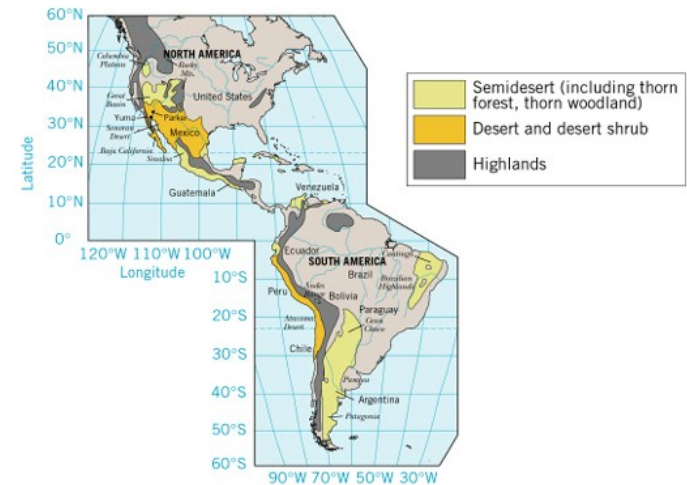 60°N
50°N
40°N
30°N
20°N
10°N
0°
Latitude
120°W 110°W 100°W
Longitude
10°S
20°S
30°S
40°S
50°S
60°S
90°W 70°W 50°W 30°W
NORTH AMERICA
Columbia
Plateau
Rocky
Mts.
Great
Basin
United States
Yuma
Parker
Sonoran
Desert
Mexico
Baja California
Sinaloa
Guatemala
Venezuela
Ecuador
SOUTH AMERICA
Caatinga
Brazil
Brazilian
Highlands
Peru
Andes
Bolivia
Paraguay
Gran
Chaco
Atacama
Desert
Chile
Pampas
Argentina
Patagonia
Semidesert (including thorn
forest, thorn woodland)
Desert and desert shrub
Highlands